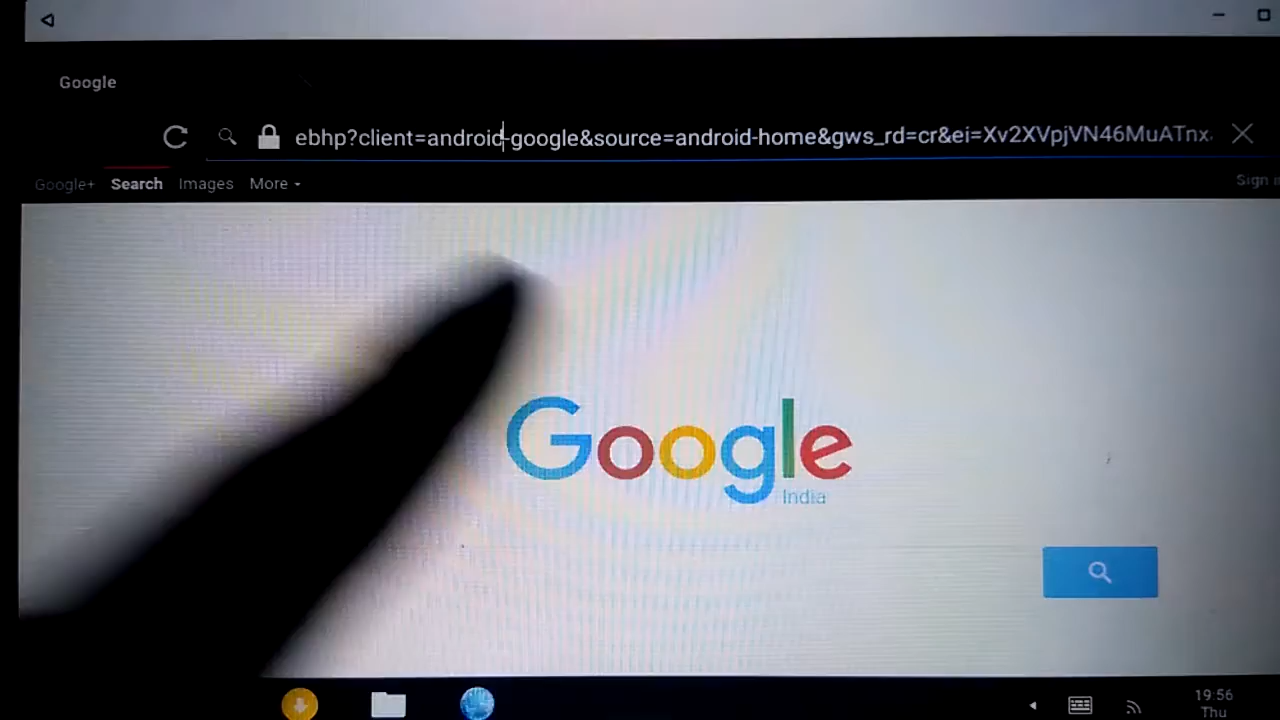 Google
ebhp?client=android-google&source=android-home&gws_rd=cr&ei=Xv2XVpjVN46MuATnx
Google+ Search Images More Sign
Google
India
19:56
Thu